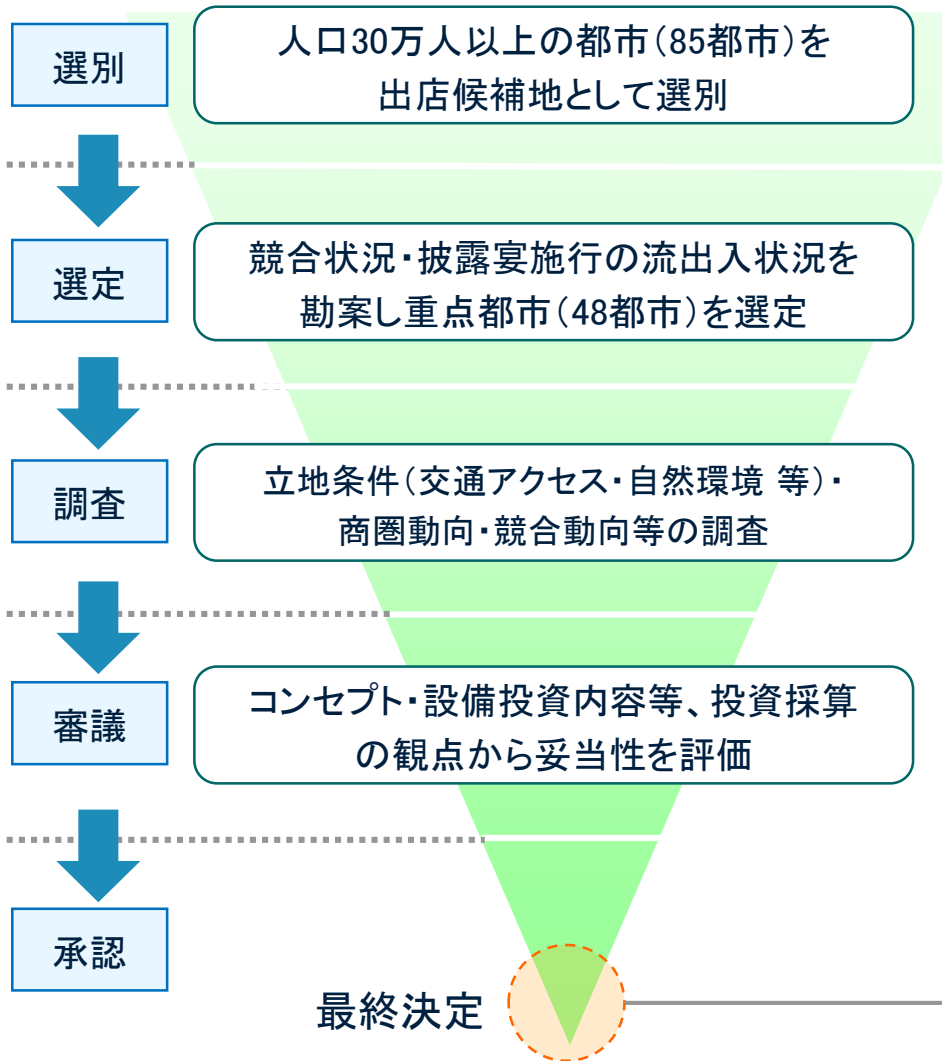 選別
人口30万人以上の都市(85都市)を
出店候補地として選別
選定
競合状況・披露宴施行の流出入状況を
勘案し重点都市(48都市)を選定
調査
立地条件(交通アクセス・自然環境 等)・
商圏動向・競合動向等の調査
審議
コンセプト・設備投資内容等、投資採算
の観点から妥当性を評価
承認
最終決定